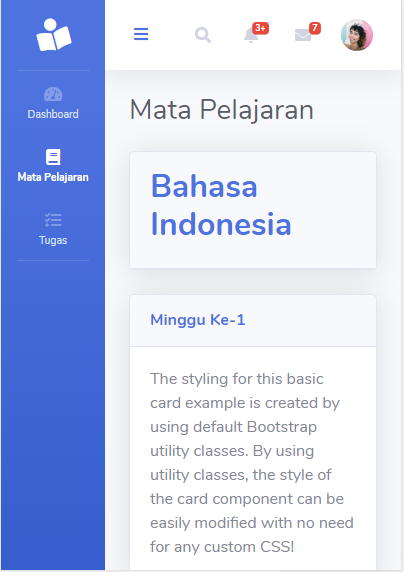 3+
7
Dashboard
Mata Pelajaran
Tugas
Mata Pelajaran
Bahasa
Indonesia
Minggu Ke-1
The styling for this basic
card example is created by
using default Bootstrap
utility classes. By using
utility classes, the style of
the card component can be
easily modified with no need
for any custom CSS!